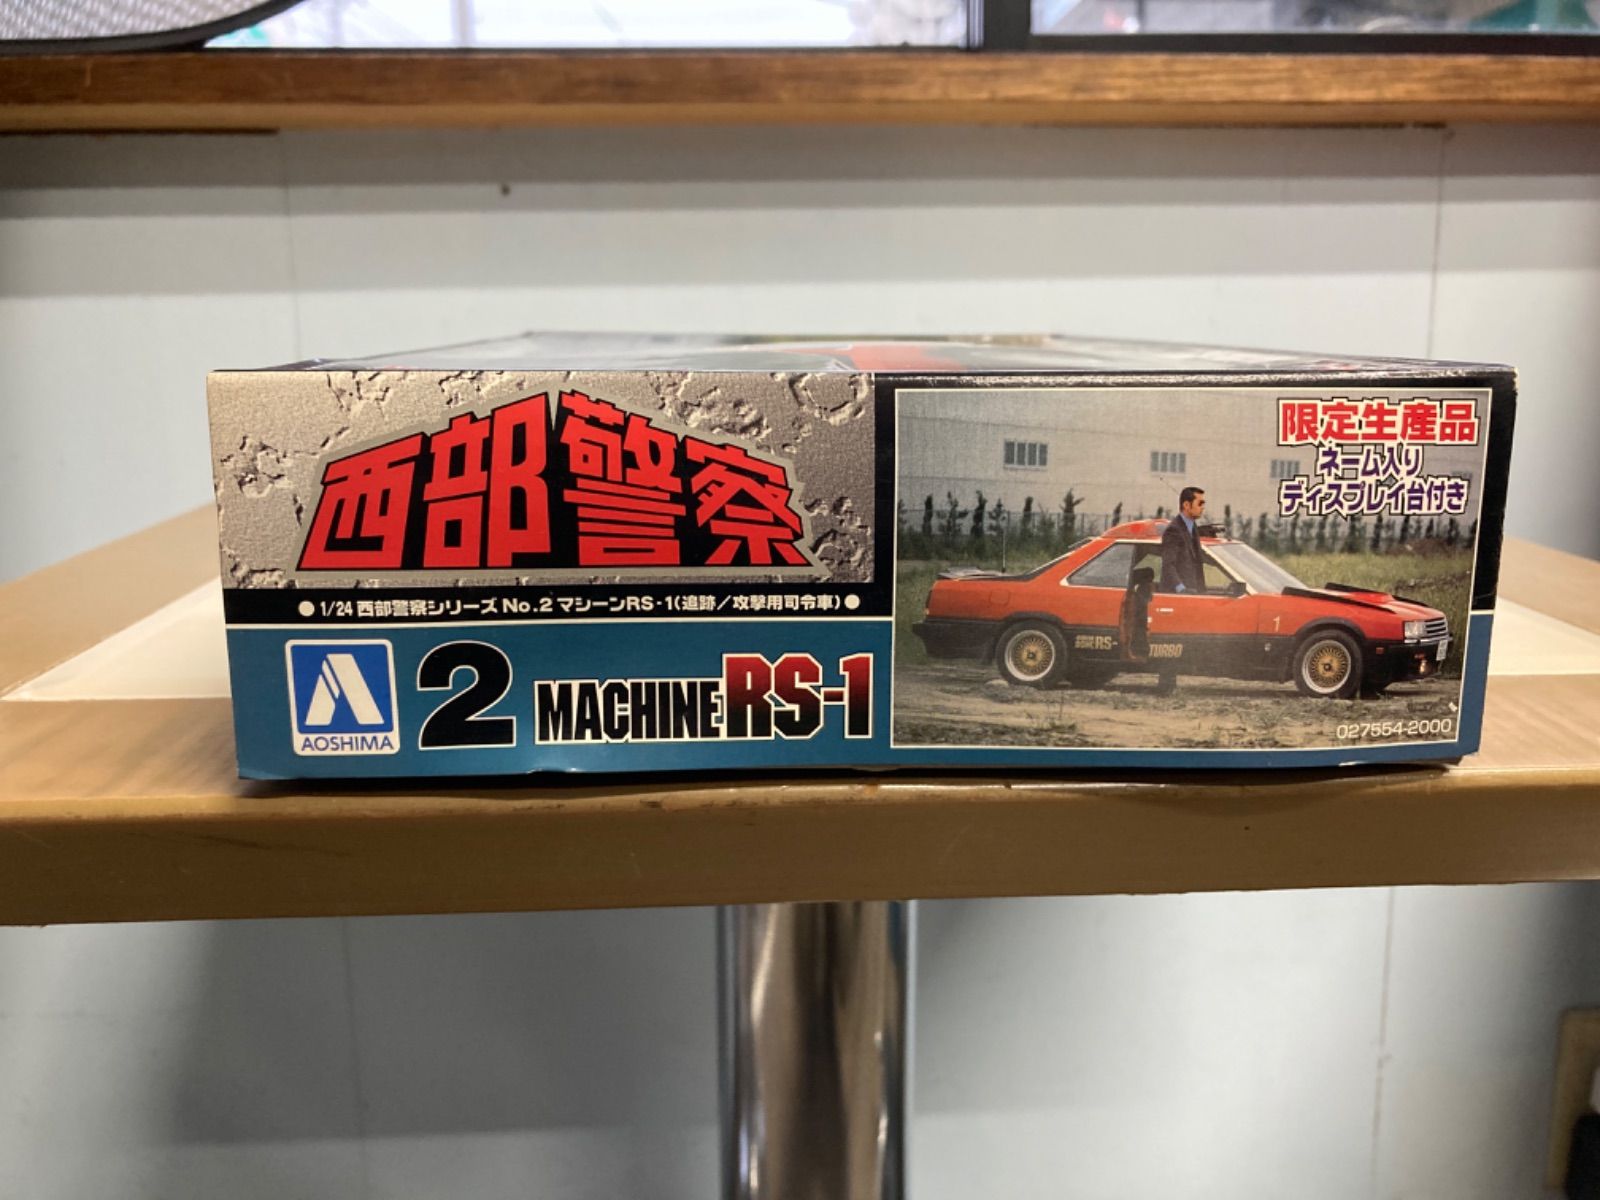 西部警察
●1/24 西部警察シリーズ No.2 マシーンRS-1(追跡/攻撃用司令車)●
AOSHIMA
2
MACHINE RS-1
限定生産品
ネーム入り
ディスプレイ台付き
RS-
TURBO
1
027554-2000